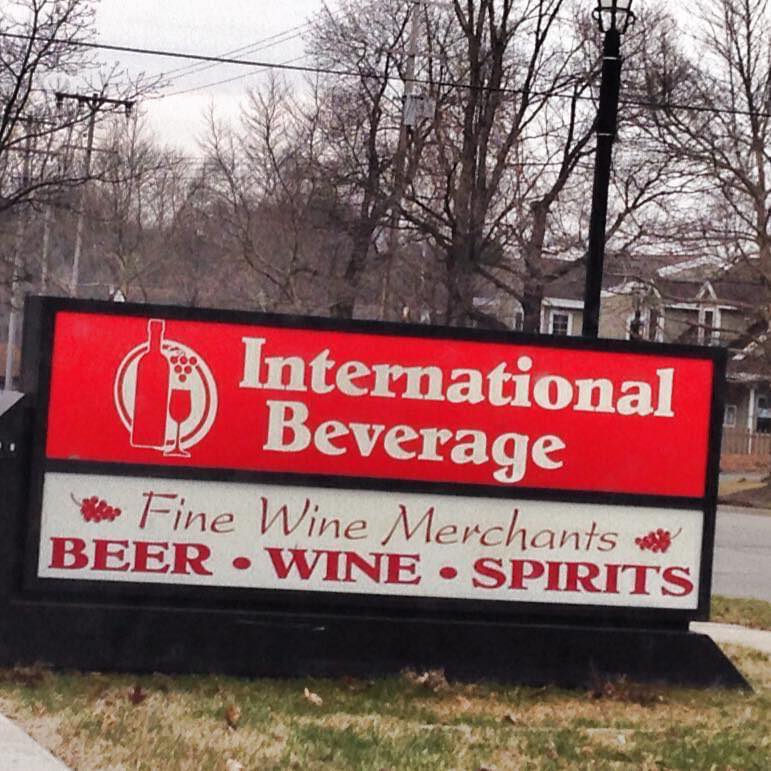 International
Beverage
Fine Wine Merchants
BEER • WINE • SPIRITS